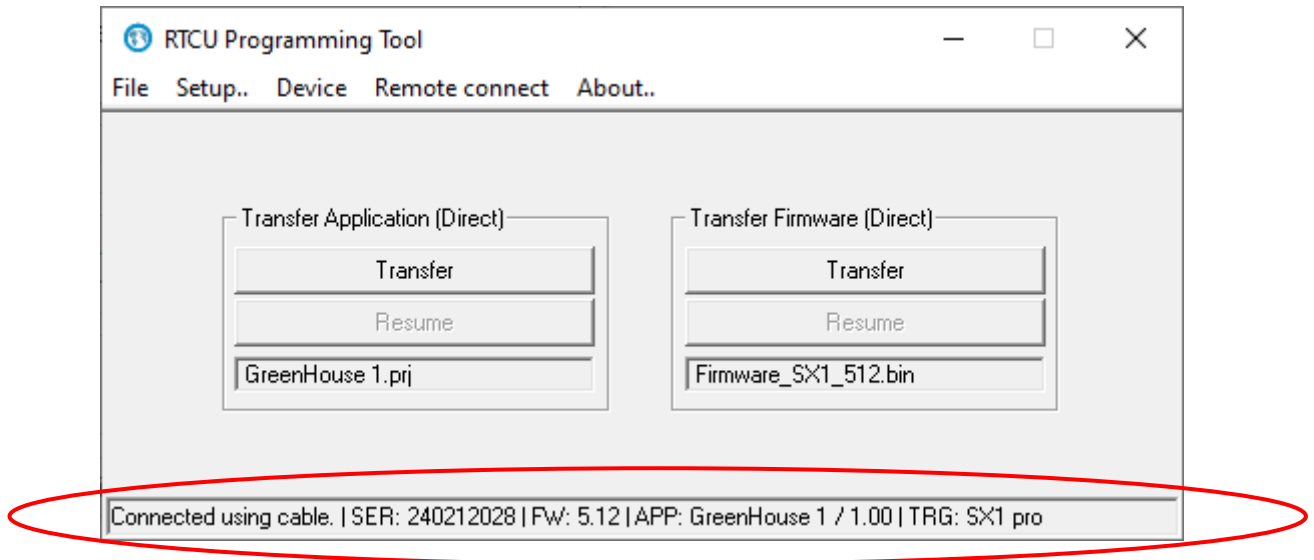 RTCU Programming Tool
File Setup.. Device Remote connect About..
Transfer Application (Direct)
Transfer
Resume
GreenHouse 1.prj
Transfer Firmware (Direct)
Transfer
Resume
Firmware_SX1_512.bin
Connected using cable. | SER: 240212028 | FW: 5.12 | APP: GreenHouse 1 / 1.00 | TRG: SX1 pro